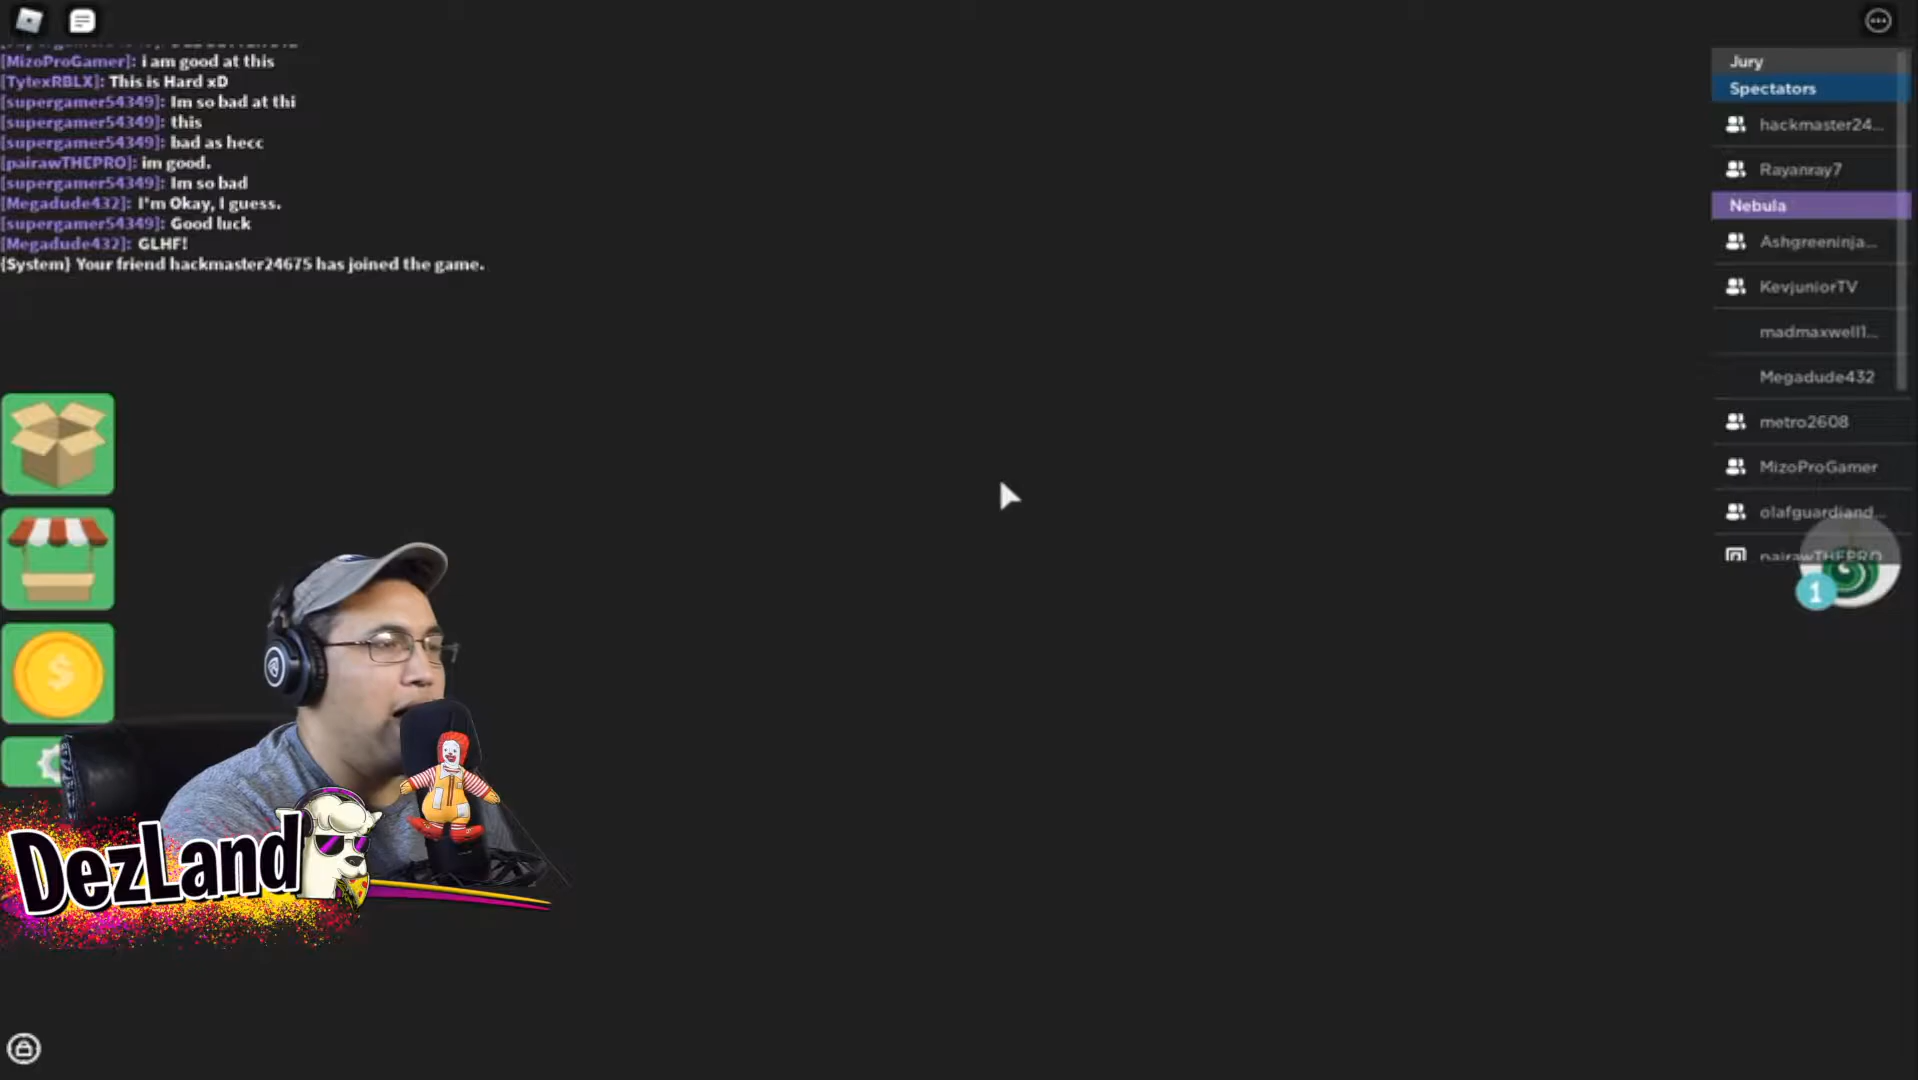 [MizoProGamer]: i am good at this
[TytexRBLX]: This is Hard xD
[supergamer54349]: Im so bad at thi
[supergamer54349]: this
[supergamer54349]: bad as hecc
[pairawTHEPRO]: im good.
[supergamer54349]: Im so bad
[Megadude432]: I'm Okay, I guess.
[supergamer54349]: Good luck
[Megadude432]: GLHF!
{System} Your friend hackmaster24675 has joined the game.
Jury
Spectators
hackmaster24...
Rayanray7
Nebula
Ashgreeninja...
KevjuniorTV
madmaxwell1...
Megadude432
metro2608
MizoProGamer
olafguardiand...
pairawTHEPRO
1
$
DezLand